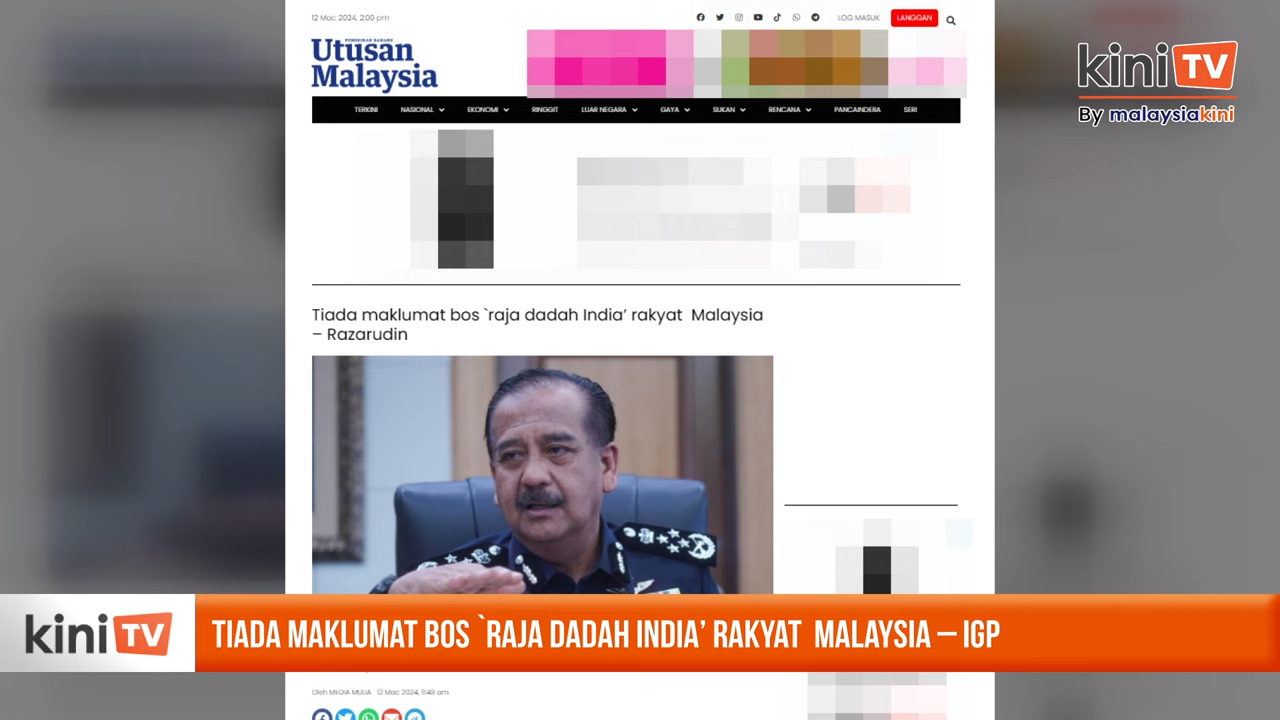 12 Mac 2024, 2:00 pm
LOG MASUK
LANGGAN
kini TV
By malaysiakini
PEMIKIRAN BAHARU
Utusan
Malaysia
TERKINI NASIONAL EKONOMI RINGGIT LUAR NEGARA GAYA SUKAN RENCANA PANCAINDERA SERI
Tiada maklumat bos `raja dadah India’ rakyat  Malaysia
– Razarudin
kini TV
TIADA MAKLUMAT BOS `RAJA DADAH INDIA’ RAKYAT  MALAYSIA – IGP
Oleh MEDIA MULIA 12 Mac 2024, 11:48 am